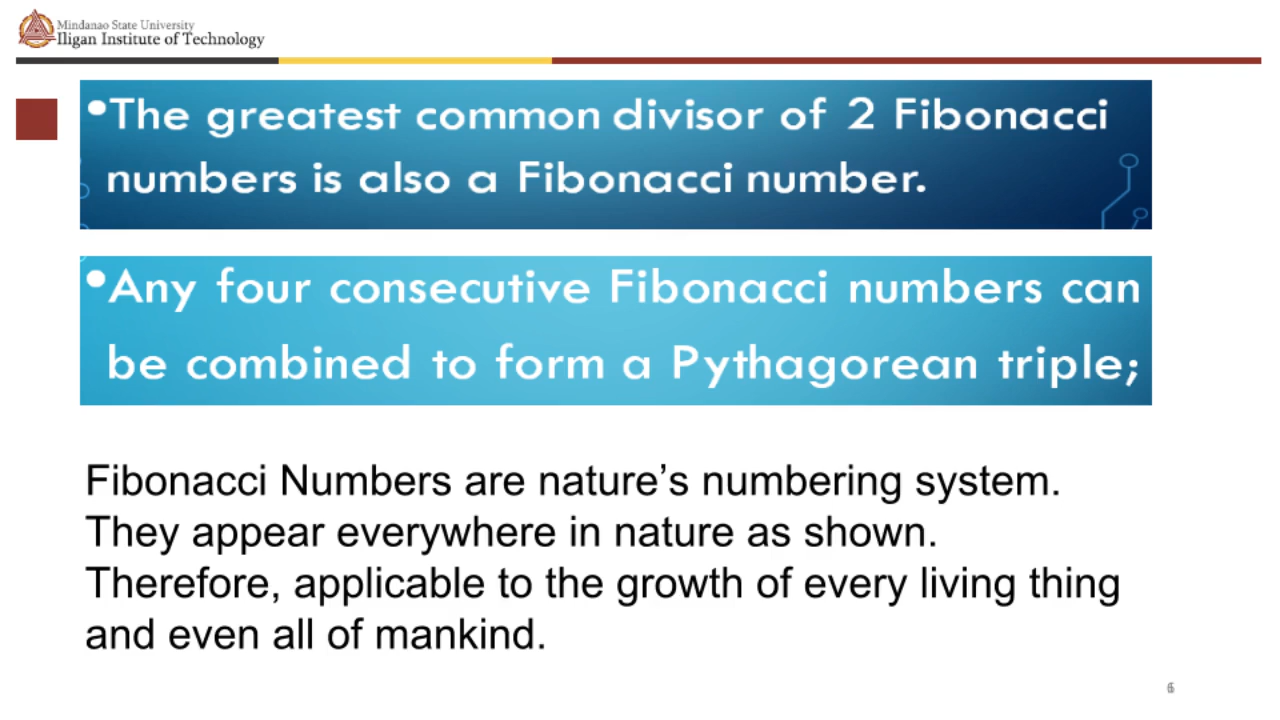 Mindanao State University
Iligan Institute of Technology
•The greatest common divisor of 2 Fibonacci
numbers is also a Fibonacci number.
•Any four consecutive Fibonacci numbers can
be combined to form a Pythagorean triple;
Fibonacci Numbers are nature’s numbering system.
They appear everywhere in nature as shown.
Therefore, applicable to the growth of every living thing
and even all of mankind.